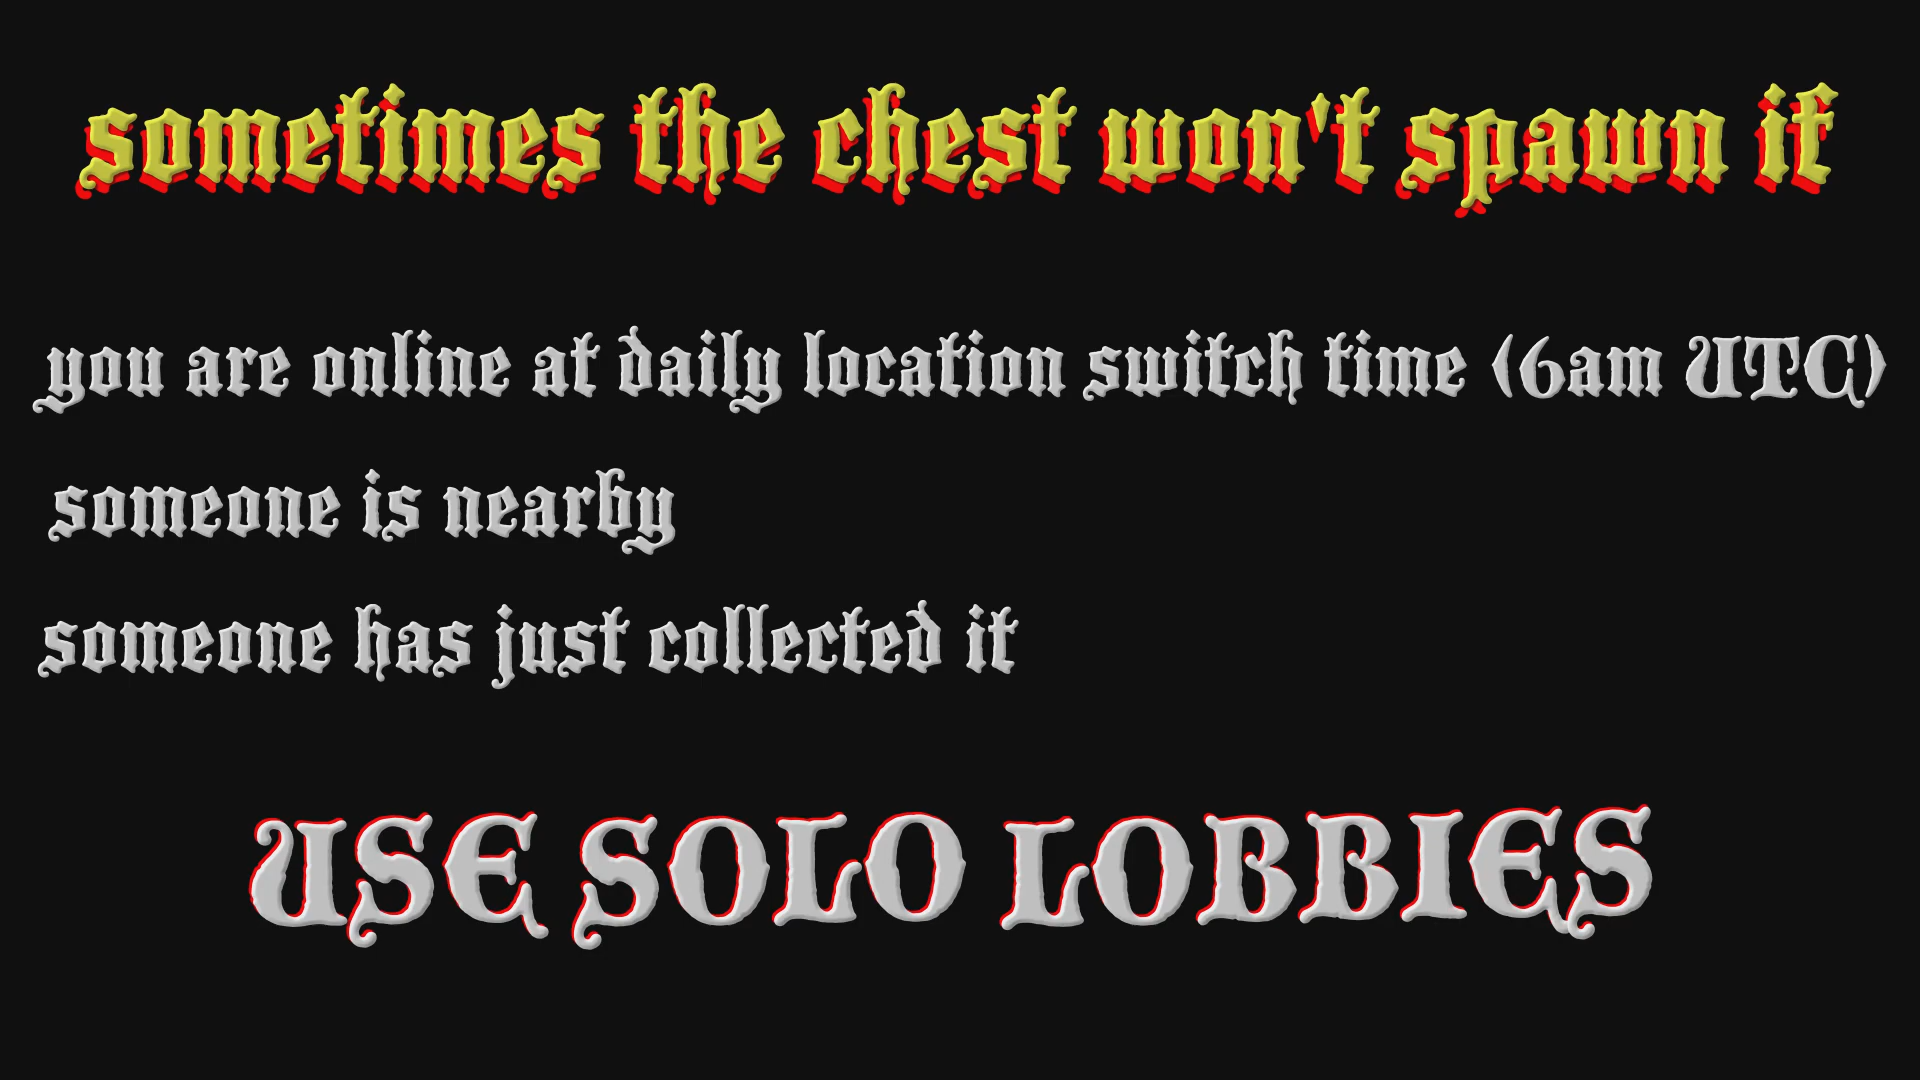 sometimes the chest won't spawn if
you are online at daily location switch time (6am UTC)
someone is nearby
someone has just collected it
USE SOLO LOBBIES